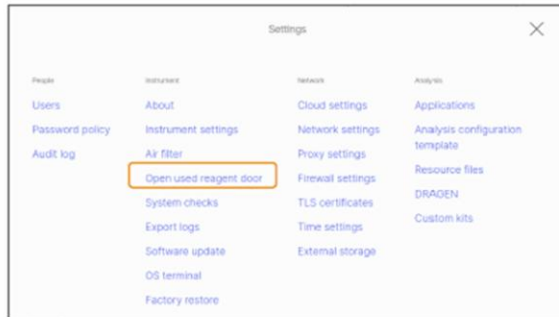 Settings
People
Users
Password policy
Audit log
Instrument
About
Instrument settings
Air filter
Open used reagent door
System checks
Export logs
Software update
OS terminal
Factory restore
Network
Cloud settings
Network settings
Proxy settings
Firewall settings
TLS certificates
Time settings
External storage
Analysis
Applications
Analysis configuration
template
Resource files
DRAGEN
Custom kits